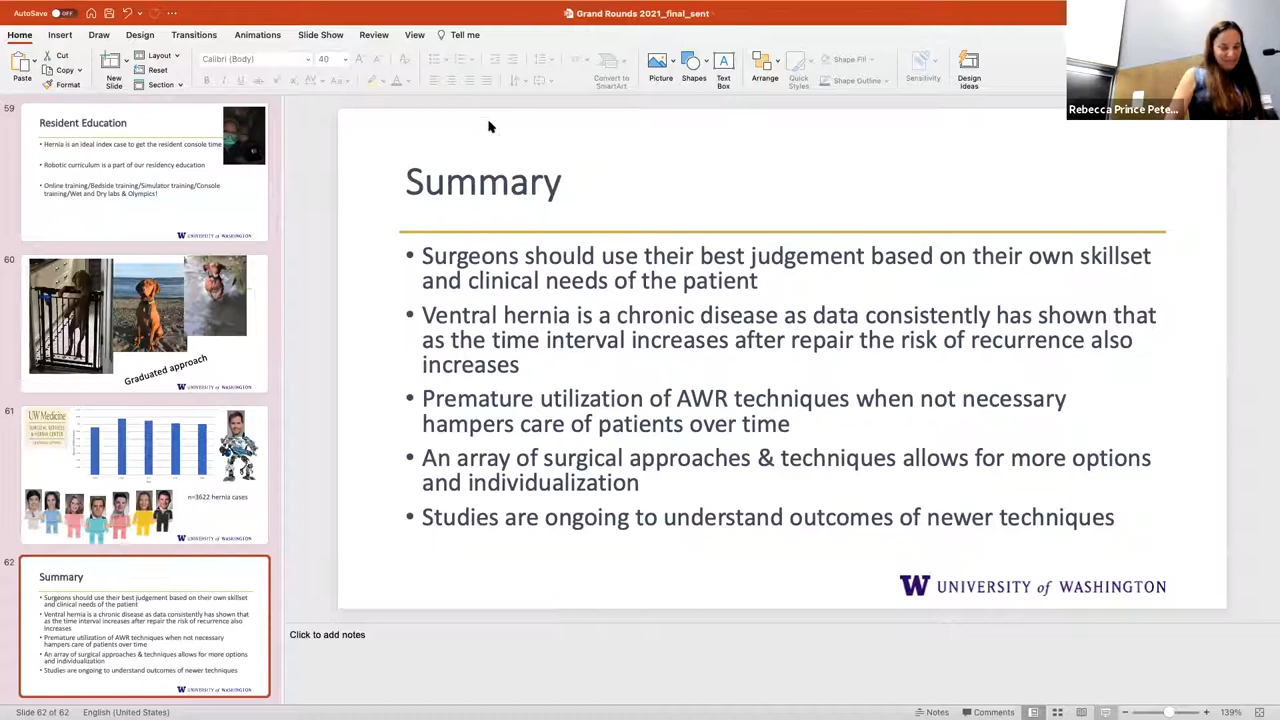 AutoSave OFF
Grand Rounds 2021_final_sent
Home Insert Draw Design Transitions Animations Slide Show Review View Tell me
Paste
Cut
Copy
Format
New
Slide
Layout
Reset
Section
Calibri (Body) 40
Convert to
SmartArt
Picture
Shapes
Text
Box
Arrange
Quick
Styles
Shape Fill
Shape Outline
Sensitivity
Design
Ideas
Rebecca Prince Pete...
59
Resident Education
• Hernia is an ideal index case to get the resident console time
• Robotic curriculum is a part of our residency education
• Online training/Bedside training/Simulator training/Console
training/Wet and Dry labs & Olympics!
W UNIVERSITY of WASHINGTON
60
Graduated approach
W UNIVERSITY of WASHINGTON
61
UW Medicine
SURGICAL SERVICES
& HERNIA CENTER
n=3622 hernia cases
W UNIVERSITY of WASHINGTON
62
Summary
• Surgeons should use their best judgement based on their own skillset
and clinical needs of the patient
• Ventral hernia is a chronic disease as data consistently has shown that
as the time interval increases after repair the risk of recurrence also
increases
• Premature utilization of AWR techniques when not necessary
hampers care of patients over time
• An array of surgical approaches & techniques allows for more options
and individualization
• Studies are ongoing to understand outcomes of newer techniques
W UNIVERSITY of WASHINGTON
Summary
• Surgeons should use their best judgement based on their own skillset
and clinical needs of the patient
• Ventral hernia is a chronic disease as data consistently has shown that
as the time interval increases after repair the risk of recurrence also
increases
• Premature utilization of AWR techniques when not necessary
hampers care of patients over time
• An array of surgical approaches & techniques allows for more options
and individualization
• Studies are ongoing to understand outcomes of newer techniques
W UNIVERSITY of WASHINGTON
Click to add notes
Slide 62 of 62 English (United States) Notes Comments 139%